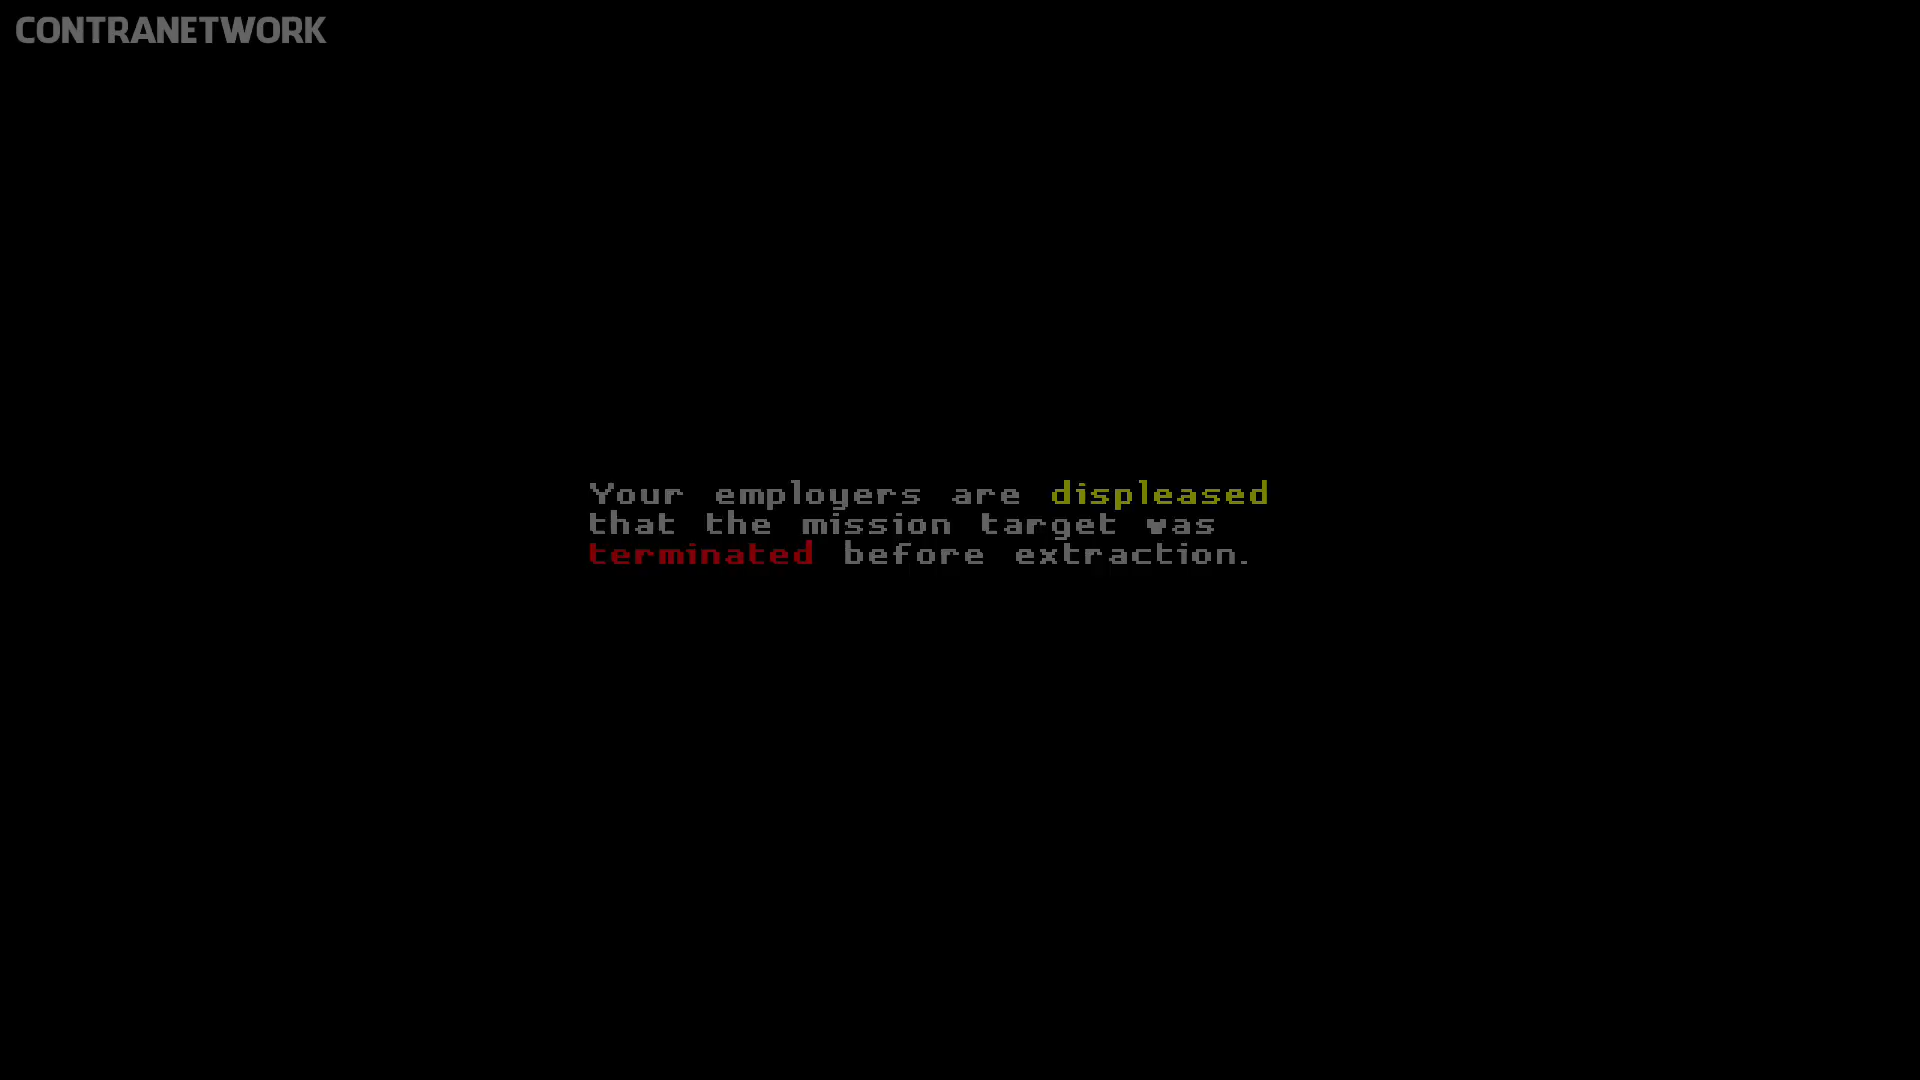 CONTRANETWORK
Your employers are displeased
that the mission target was
terminated before extraction.